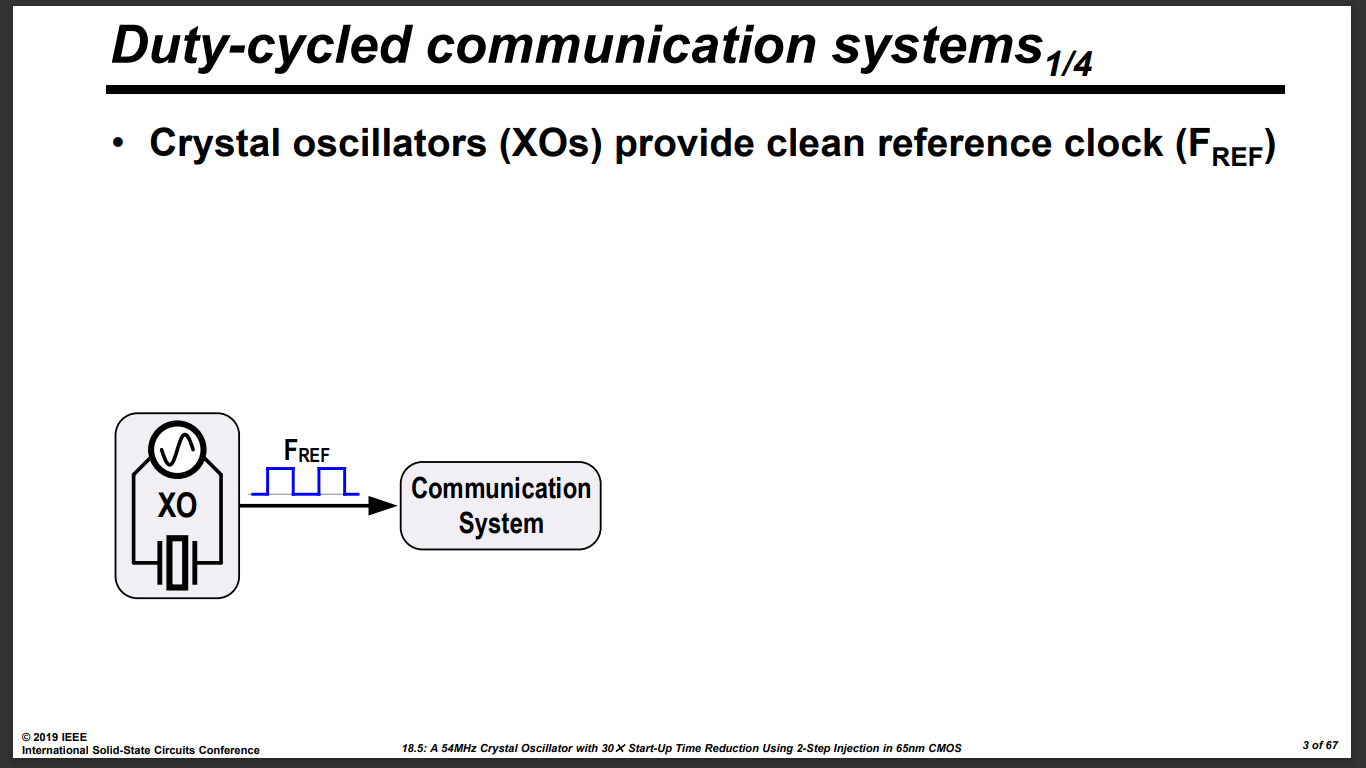 Duty-cycled communication systems1/4
• Crystal oscillators (XOs) provide clean reference clock (FREF)
FREF
XO
Communication
System
© 2019 IEEE
International Solid-State Circuits Conference
18.5: A 54MHz Crystal Oscillator with 30✕ Start-Up Time Reduction Using 2-Step Injection in 65nm CMOS
3 of 67